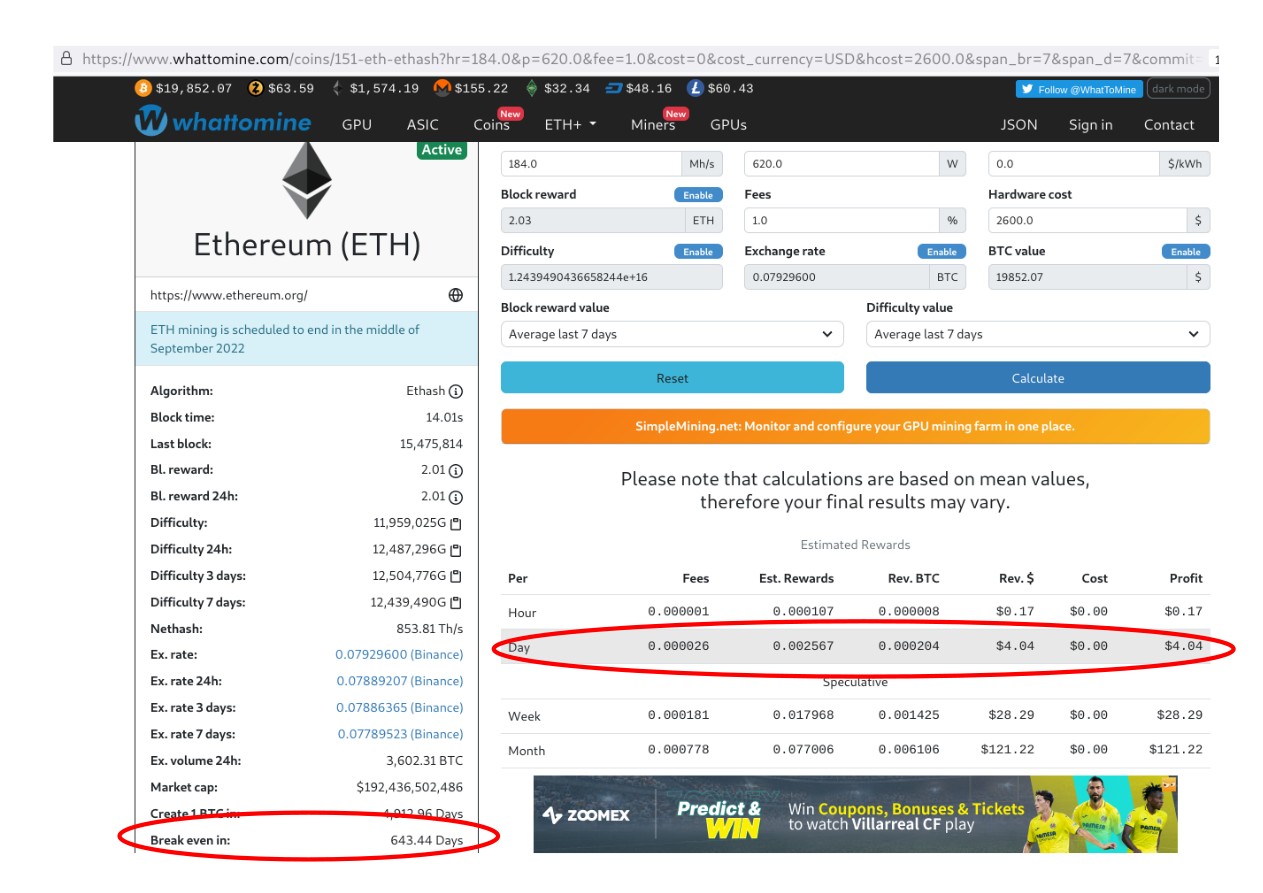 https://www.whattomine.com/coins/151-eth-ethash?hr=184.0&p=620.0&fee=1.0&cost=0&cost_currency=USD&hcost=2600.0&span_br=7&span_d=7&commit=
$19,852.07 $63.59 $1,574.19 $155.22 $32.34 $48.16 $60.43 Follow @WhatToMine dark mode
whattomine GPU ASIC Coins New ETH+ Miners New GPUs JSON Sign in Contact
Active
Ethereum (ETH)
https://www.ethereum.org/
ETH mining is scheduled to end in the middle of
September 2022
Algorithm: Ethash
Block time: 14.01s
Last block: 15,475,814
Bl. reward: 2.01
Bl. reward 24h: 2.01
Difficulty: 11,959,025G
Difficulty 24h: 12,487,296G
Difficulty 3 days: 12,504,776G
Difficulty 7 days: 12,439,490G
Nethash: 853.81 Th/s
Ex. rate: 0.07929600 (Binance)
Ex. rate 24h: 0.07889207 (Binance)
Ex. rate 3 days: 0.07886365 (Binance)
Ex. rate 7 days: 0.07789523 (Binance)
Ex. volume 24h: 3,602.31 BTC
Market cap: $192,436,502,486
Create 1 BTC in: 4,912.96 Days
Break even in: 643.44 Days
184.0 Mh/s 620.0 W 0.0 $/kWh
Block reward Enable Fees Hardware cost
2.03 ETH 1.0 % 2600.0 $
Difficulty Enable Exchange rate Enable BTC value Enable
1.2439490436658244e+16 0.07929600 BTC 19852.07 $
Block reward value Difficulty value
Average last 7 days Average last 7 days
Reset Calculate
SimpleMining.net: Monitor and configure your GPU mining farm in one place.
Please note that calculations are based on mean values,
therefore your final results may vary.
Estimated Rewards
Per Fees Est. Rewards Rev. BTC Rev. $ Cost Profit
Hour 0.000001 0.000107 0.000008 $0.17 $0.00 $0.17
Day 0.000026 0.002567 0.000204 $4.04 $0.00 $4.04
Speculative
Week 0.000181 0.017968 0.001425 $28.29 $0.00 $28.29
Month 0.000778 0.077006 0.006106 $121.22 $0.00 $121.22
ZOOMEX Predict & WIN Win Coupons, Bonuses & Tickets
to watch Villarreal CF play